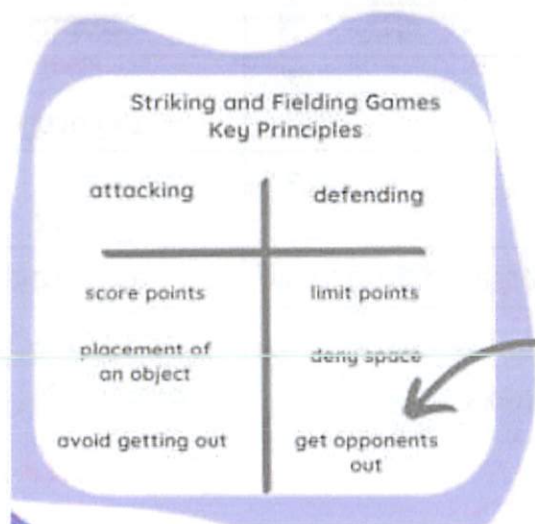 Striking and Fielding Games
Key Principles
attacking
defending
score points
limit points
placement of
an object
deny space
avoid getting out
get opponents
out